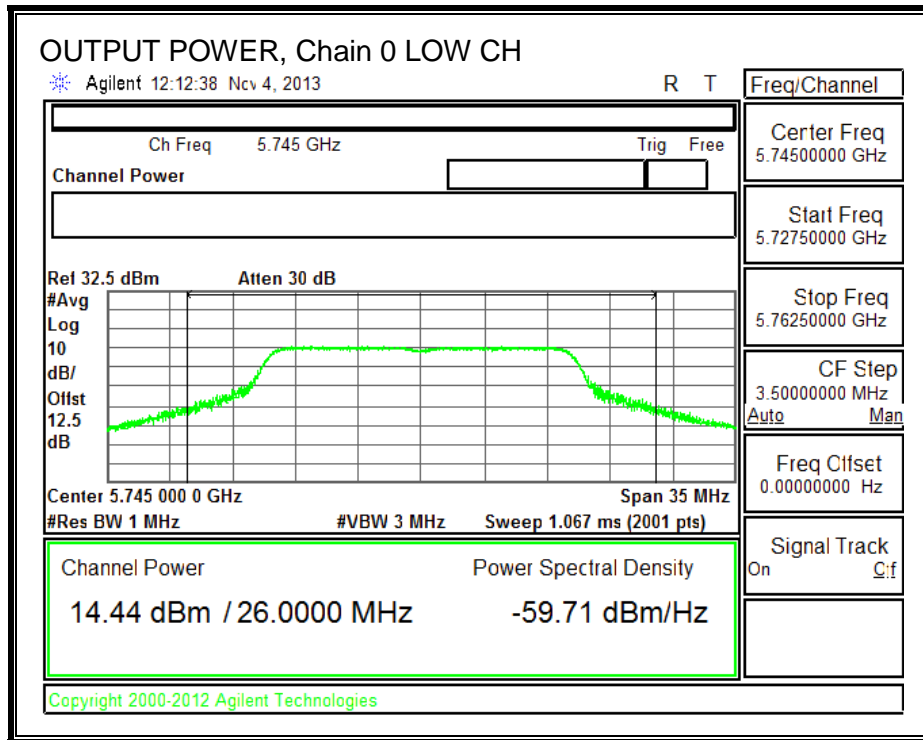 OUTPUT POWER, Chain 0 LOW CH
Agilent 12:12:38 Nov 4, 2013 R T
Freq/Channel
Ch Freq 5.745 GHz Trig Free
Channel Power
Center Freq
5.74500000 GHz
Start Freq
5.72750000 GHz
Stop Freq
5.76250000 GHz
CF Step
3.50000000 MHz
Auto Man
Freq Offset
0.00000000 Hz
Signal Track
On Off
Ref 32.5 dBm Atten 30 dB
#Avg
Log
10
dB/
Offst
12.5
dB
Center 5.745 000 0 GHz Span 35 MHz
#Res BW 1 MHz #VBW 3 MHz Sweep 1.067 ms (2001 pts)
Channel Power Power Spectral Density
14.44 dBm / 26.0000 MHz -59.71 dBm/Hz
Copyright 2000-2012 Agilent Technologies